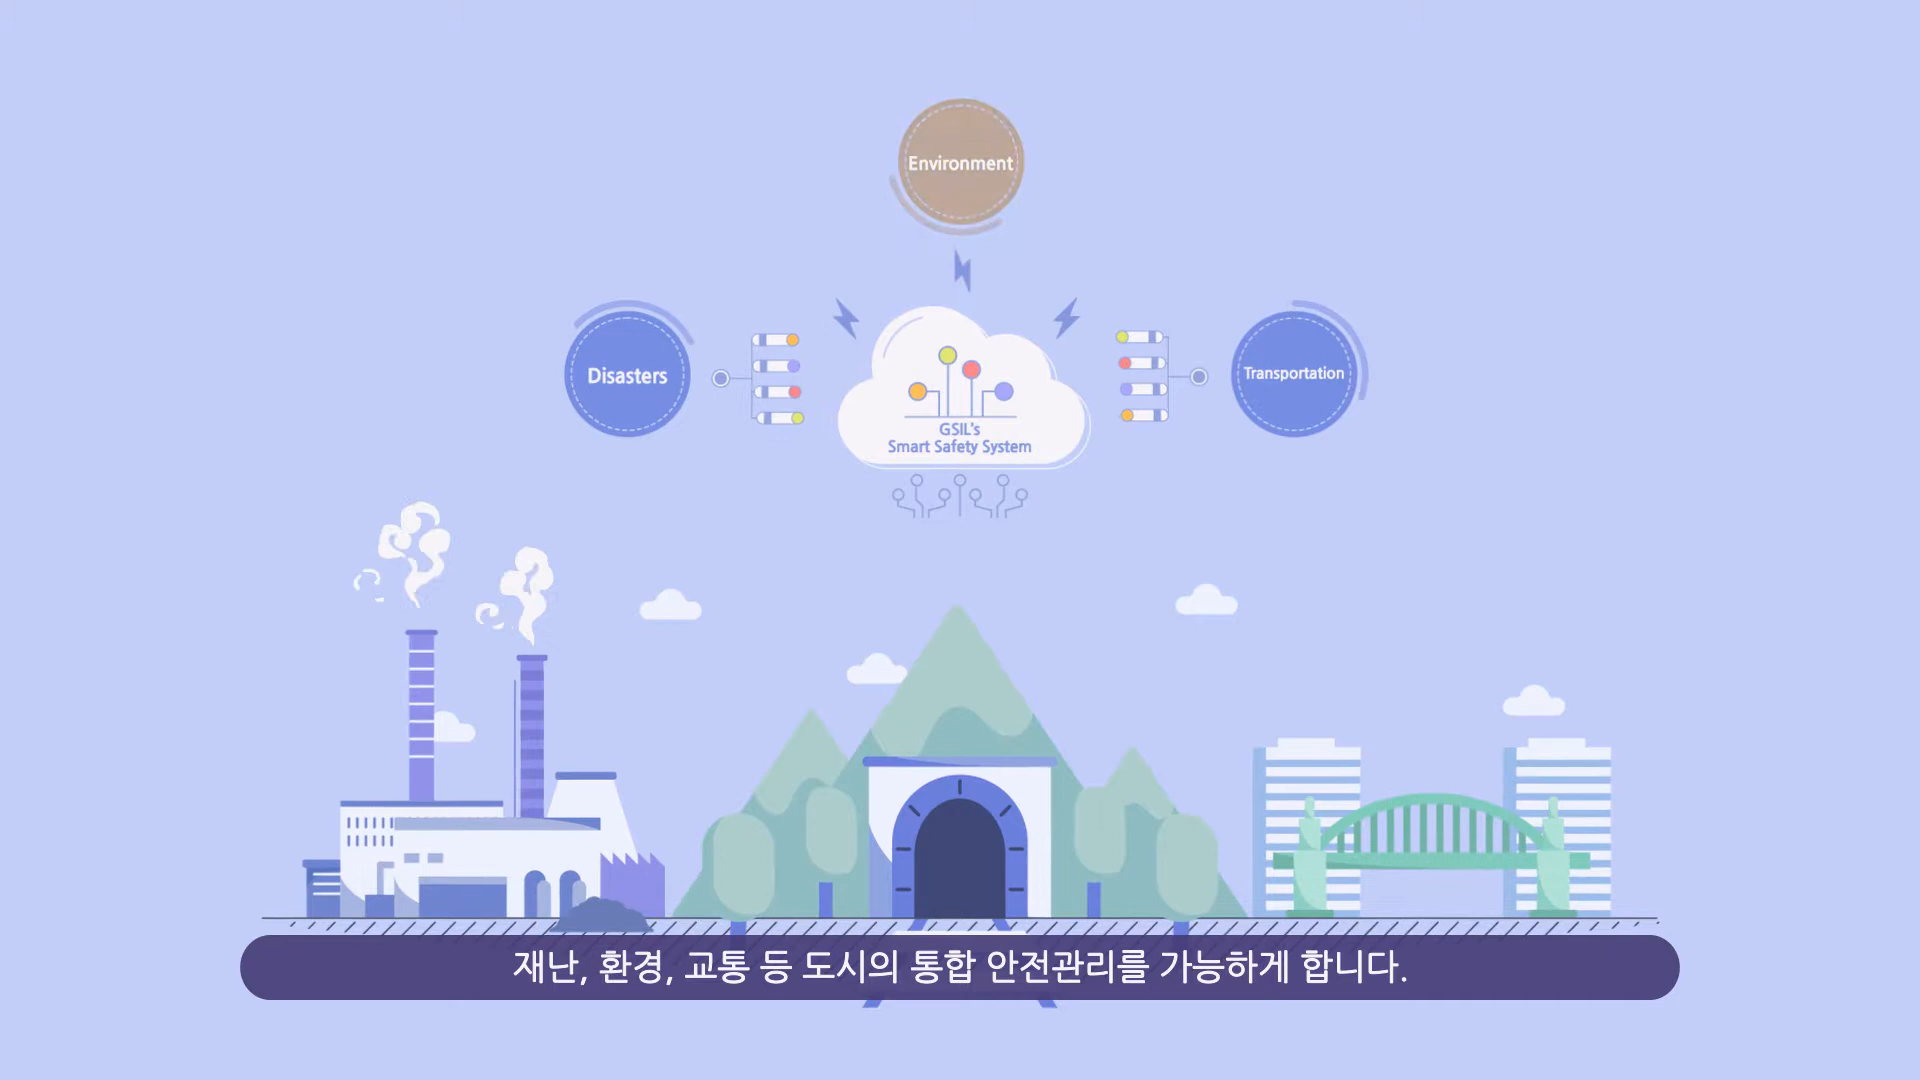 Environment
Disasters
Transportation
GSIL's
Smart Safety System
재난, 환경, 교통 등 도시의 통합 안전관리를 가능하게 합니다.